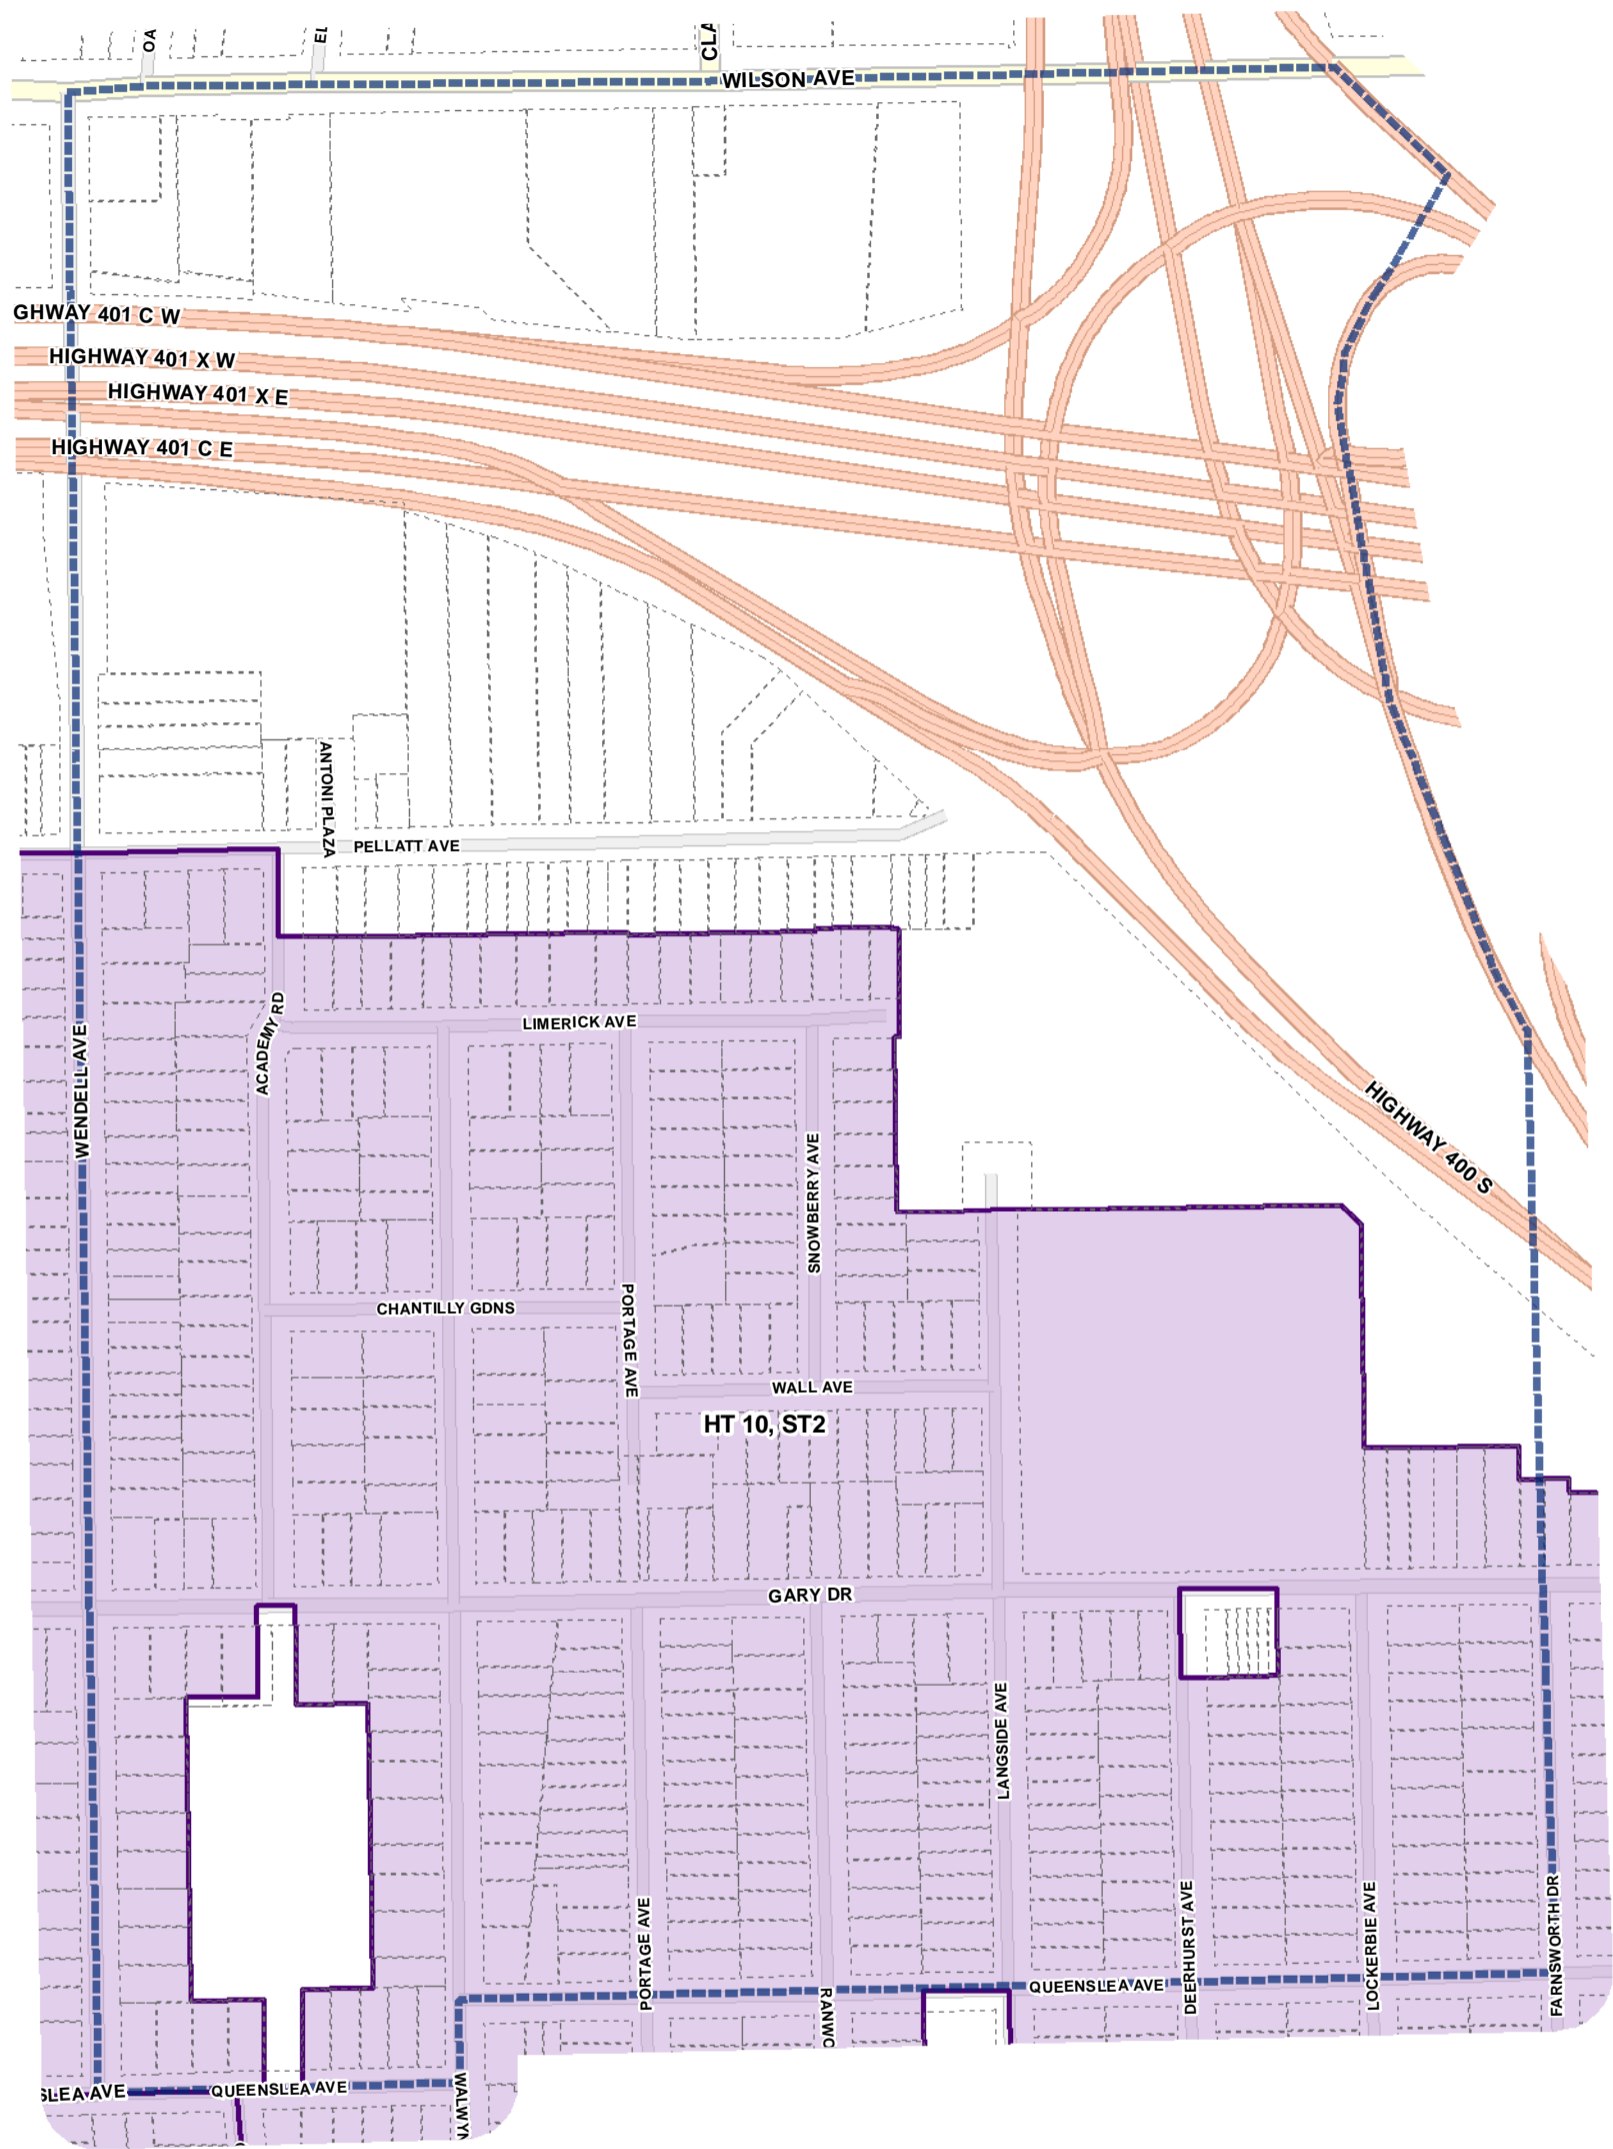 OA
EL
CLA
WILSON AVE
GHWAY 401 C W
HIGHWAY 401 X W
HIGHWAY 401 X E
HIGHWAY 401 C E
ANTONI PLAZA
PELLATT AVE
ACADEMY RD
LIMERICK AVE
WENDELL AVE
HIGHWAY 400 S
SNOWBERRY AVE
CHANTILLY GDNS
PORTAGE AVE
WALL AVE
HT 10, ST2
GARY DR
LANGSIDE AVE
PORTAGE AVE
DEERHURST AVE
LOCKERBIE AVE
FARNSWORTH DR
QUEENSLEA AVE
RANWO
SLEA AVE
QUEENSLEA AVE
WALWYN